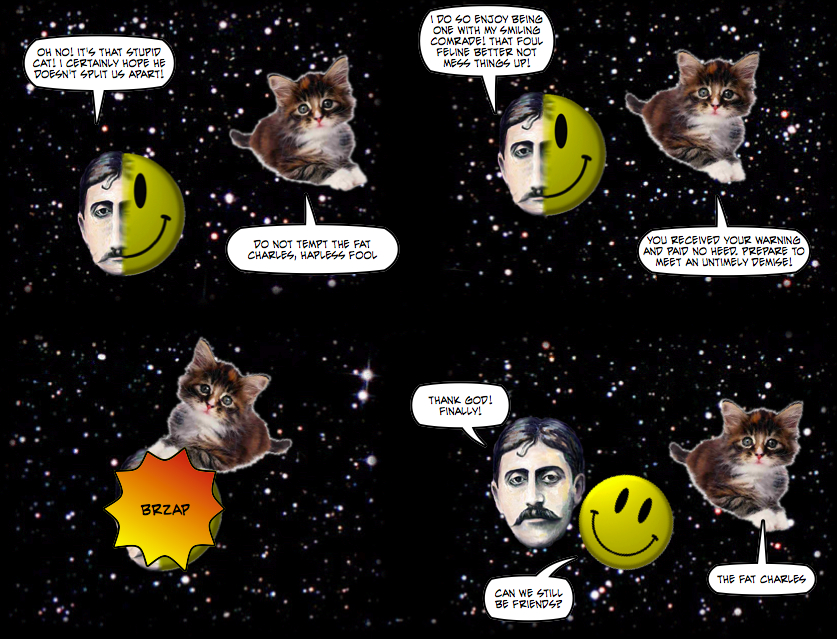 OH NO! IT'S THAT STUPID
CAT! I CERTAINLY HOPE HE
DOESN'T SPLIT US APART!
DO NOT TEMPT THE FAT
CHARLES, HAPLESS FOOL
I DO SO ENJOY BEING
ONE WITH MY SMILING
COMRADE! THAT FOUL
FELINE BETTER NOT
MESS THINGS UP!
YOU RECEIVED YOUR WARNING
AND PAID NO HEED. PREPARE TO
MEET AN UNTIMELY DEMISE!
BRZAP
THANK GOD!
FINALLY!
CAN WE STILL
BE FRIENDS?
THE FAT CHARLES